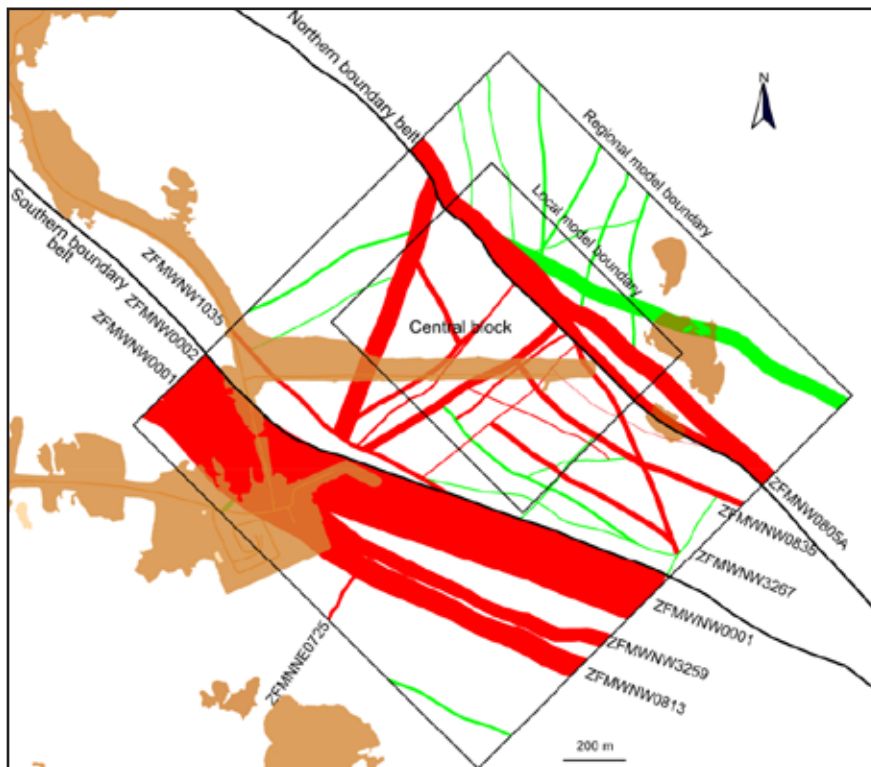 Northern boundary belt
N
Regional model boundary
Local model boundary
Southern boundary
belt
ZFMWNW1035
ZFMNW0002
ZFMWNW0001
Central block
ZFMNW0805A
ZFMWNW0835
ZFMWNW3267
ZFMWNW0001
ZFMWNW3259
ZFMWNW0813
ZFMNNE0725
200 m